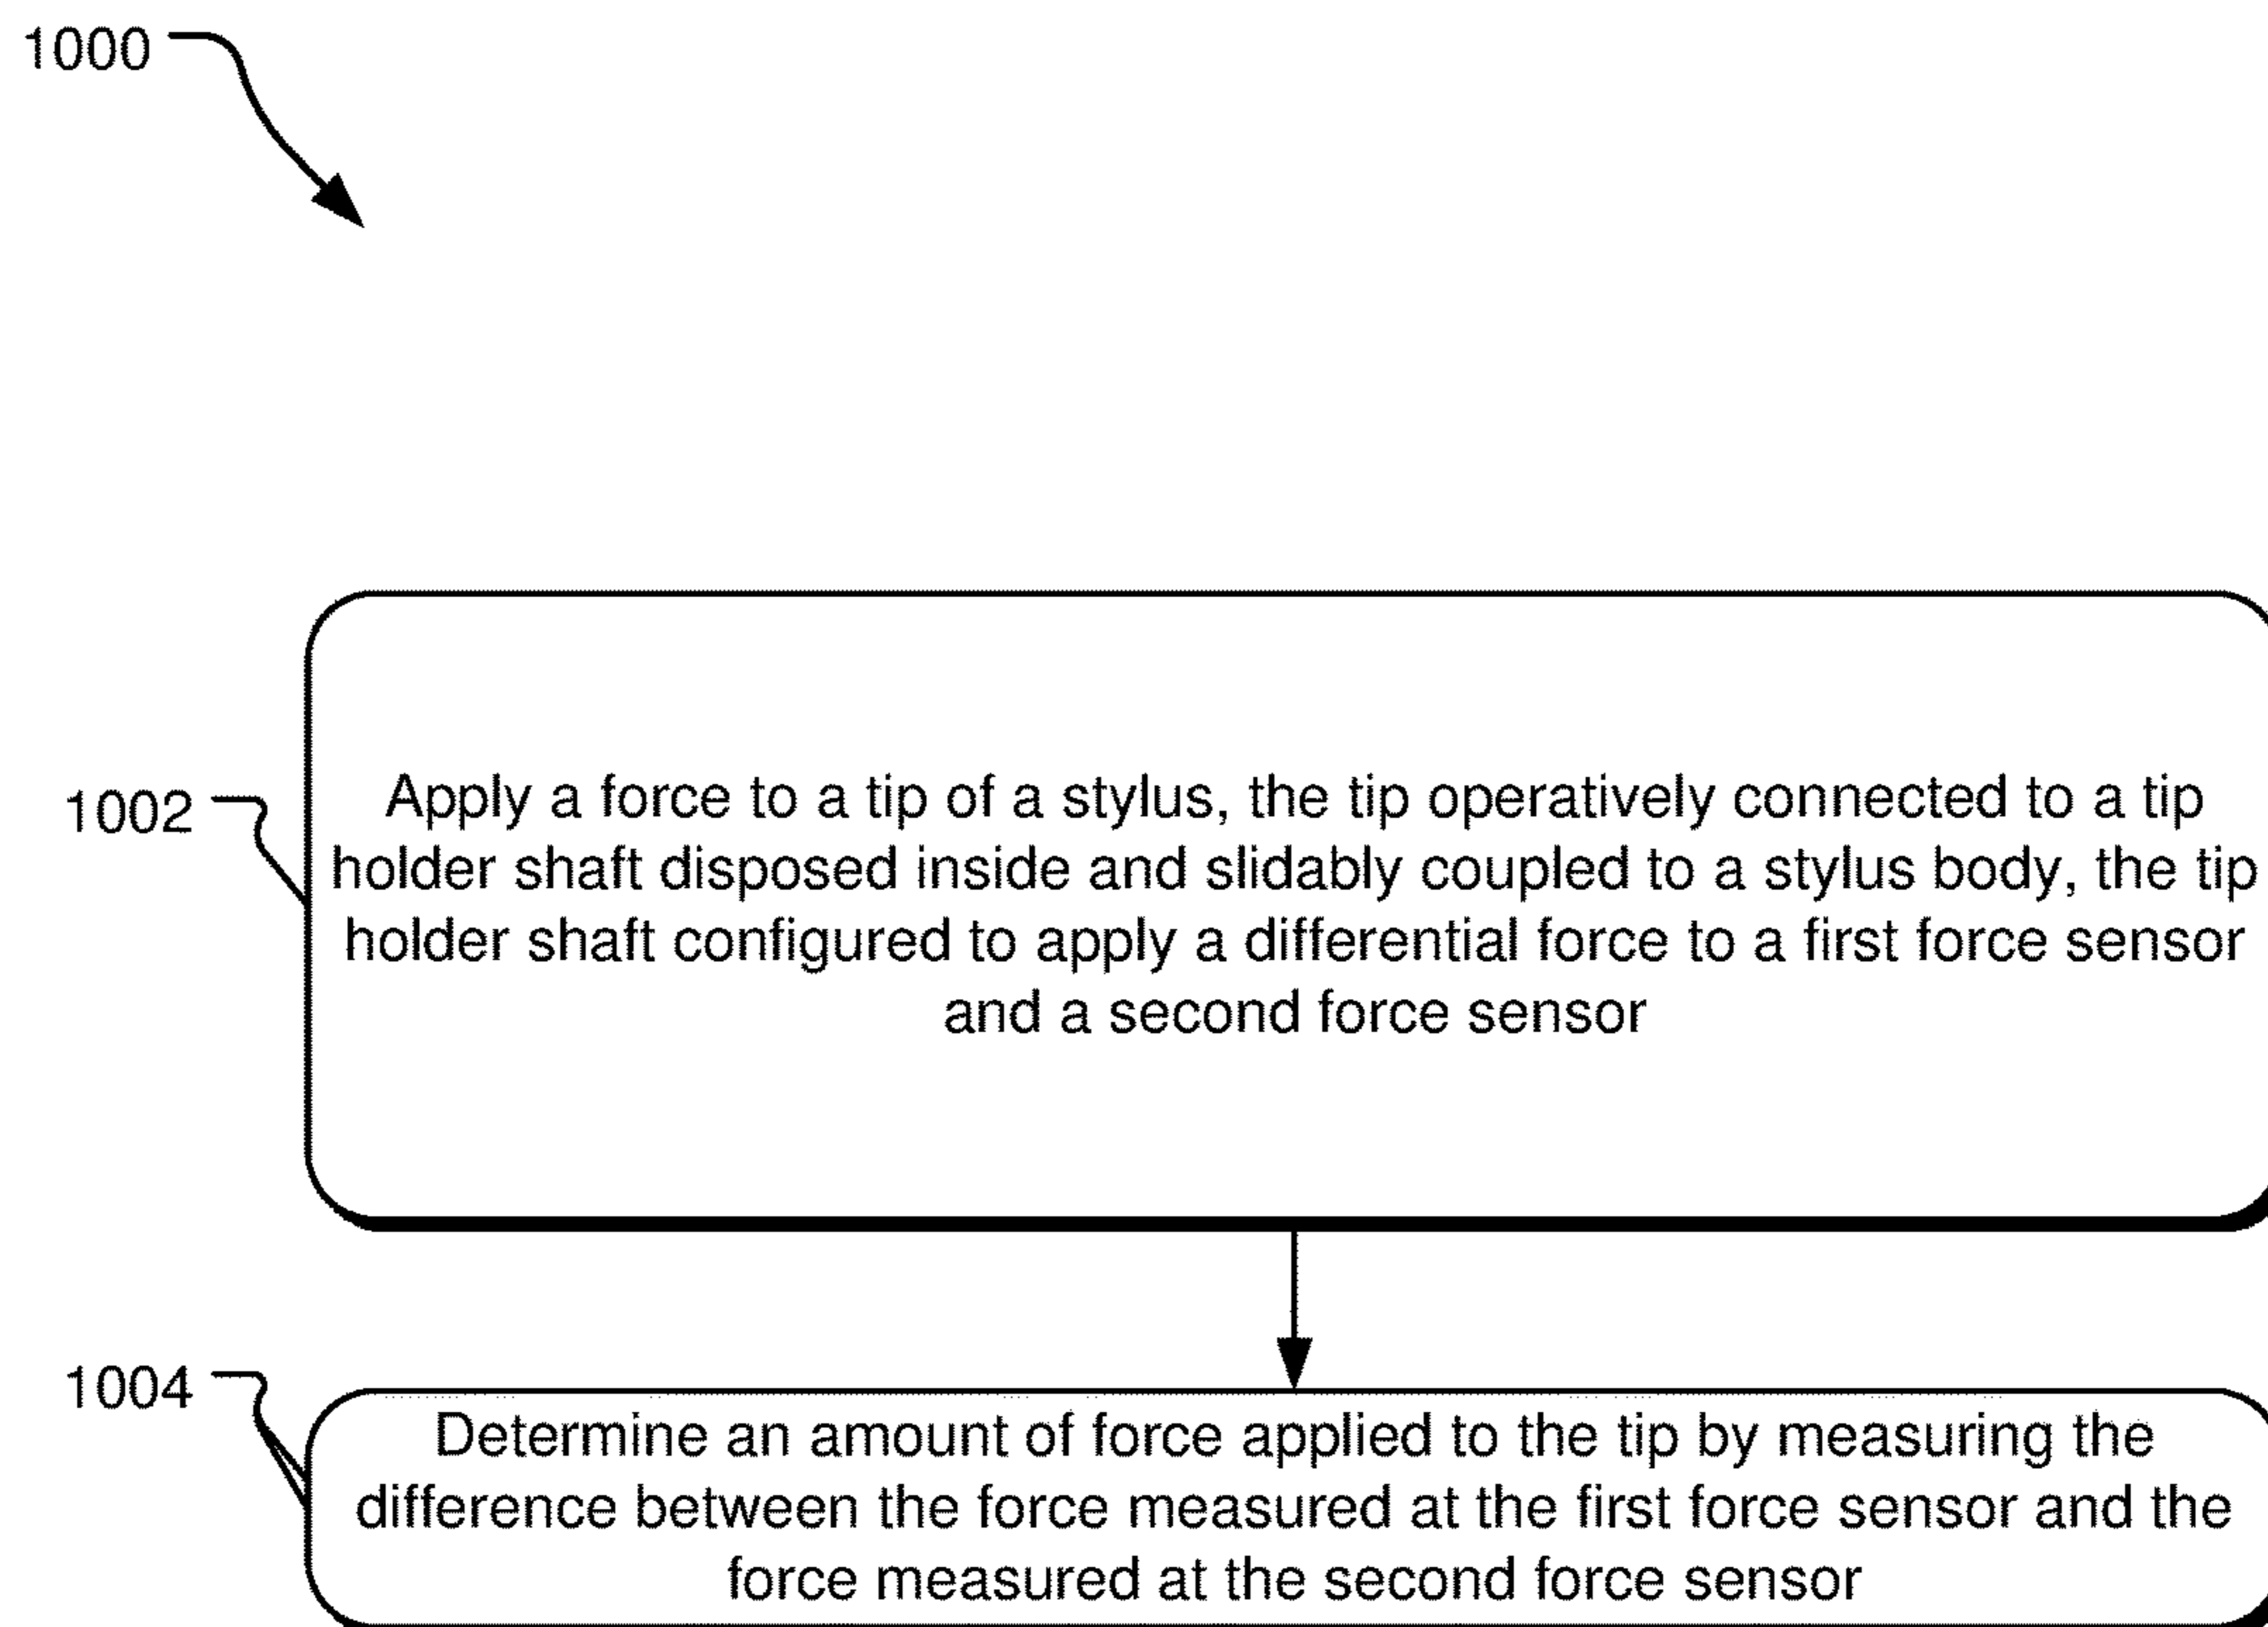 1000
1002
Apply a force to a tip of a stylus, the tip operatively connected to a tip
holder shaft disposed inside and slidably coupled to a stylus body, the tip
holder shaft configured to apply a differential force to a first force sensor
and a second force sensor
1004
Determine an amount of force applied to the tip by measuring the
difference between the force measured at the first force sensor and the
force measured at the second force sensor